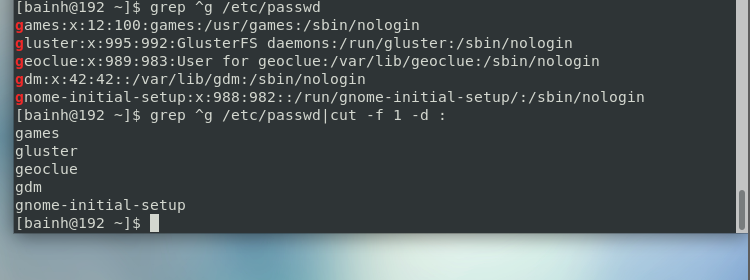 [bainh@192 ~]$ grep ^g /etc/passwd
games:x:12:100:games:/usr/games:/sbin/nologin
gluster:x:995:992:GlusterFS daemons:/run/gluster:/sbin/nologin
geoclue:x:989:983:User for geoclue:/var/lib/geoclue:/sbin/nologin
gdm:x:42:42::/var/lib/gdm:/sbin/nologin
gnome-initial-setup:x:988:982::/run/gnome-initial-setup/:/sbin/nologin
[bainh@192 ~]$ grep ^g /etc/passwd|cut -f 1 -d :
games
gluster
geoclue
gdm
gnome-initial-setup
[bainh@192 ~]$